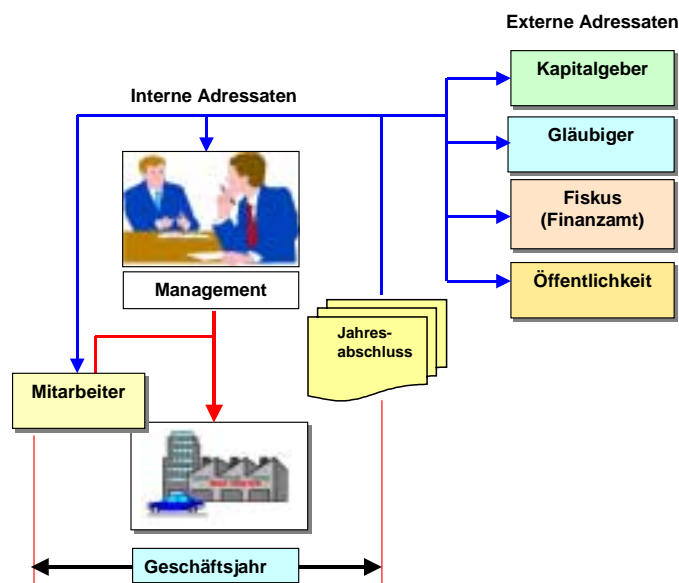 Externe Adressaten
Kapitalgeber
Interne Adressaten
Gläubiger
Fiskus
(Finanzamt)
Management
Öffentlichkeit
Jahres-
abschluss
Mitarbeiter
Geschäftsjahr